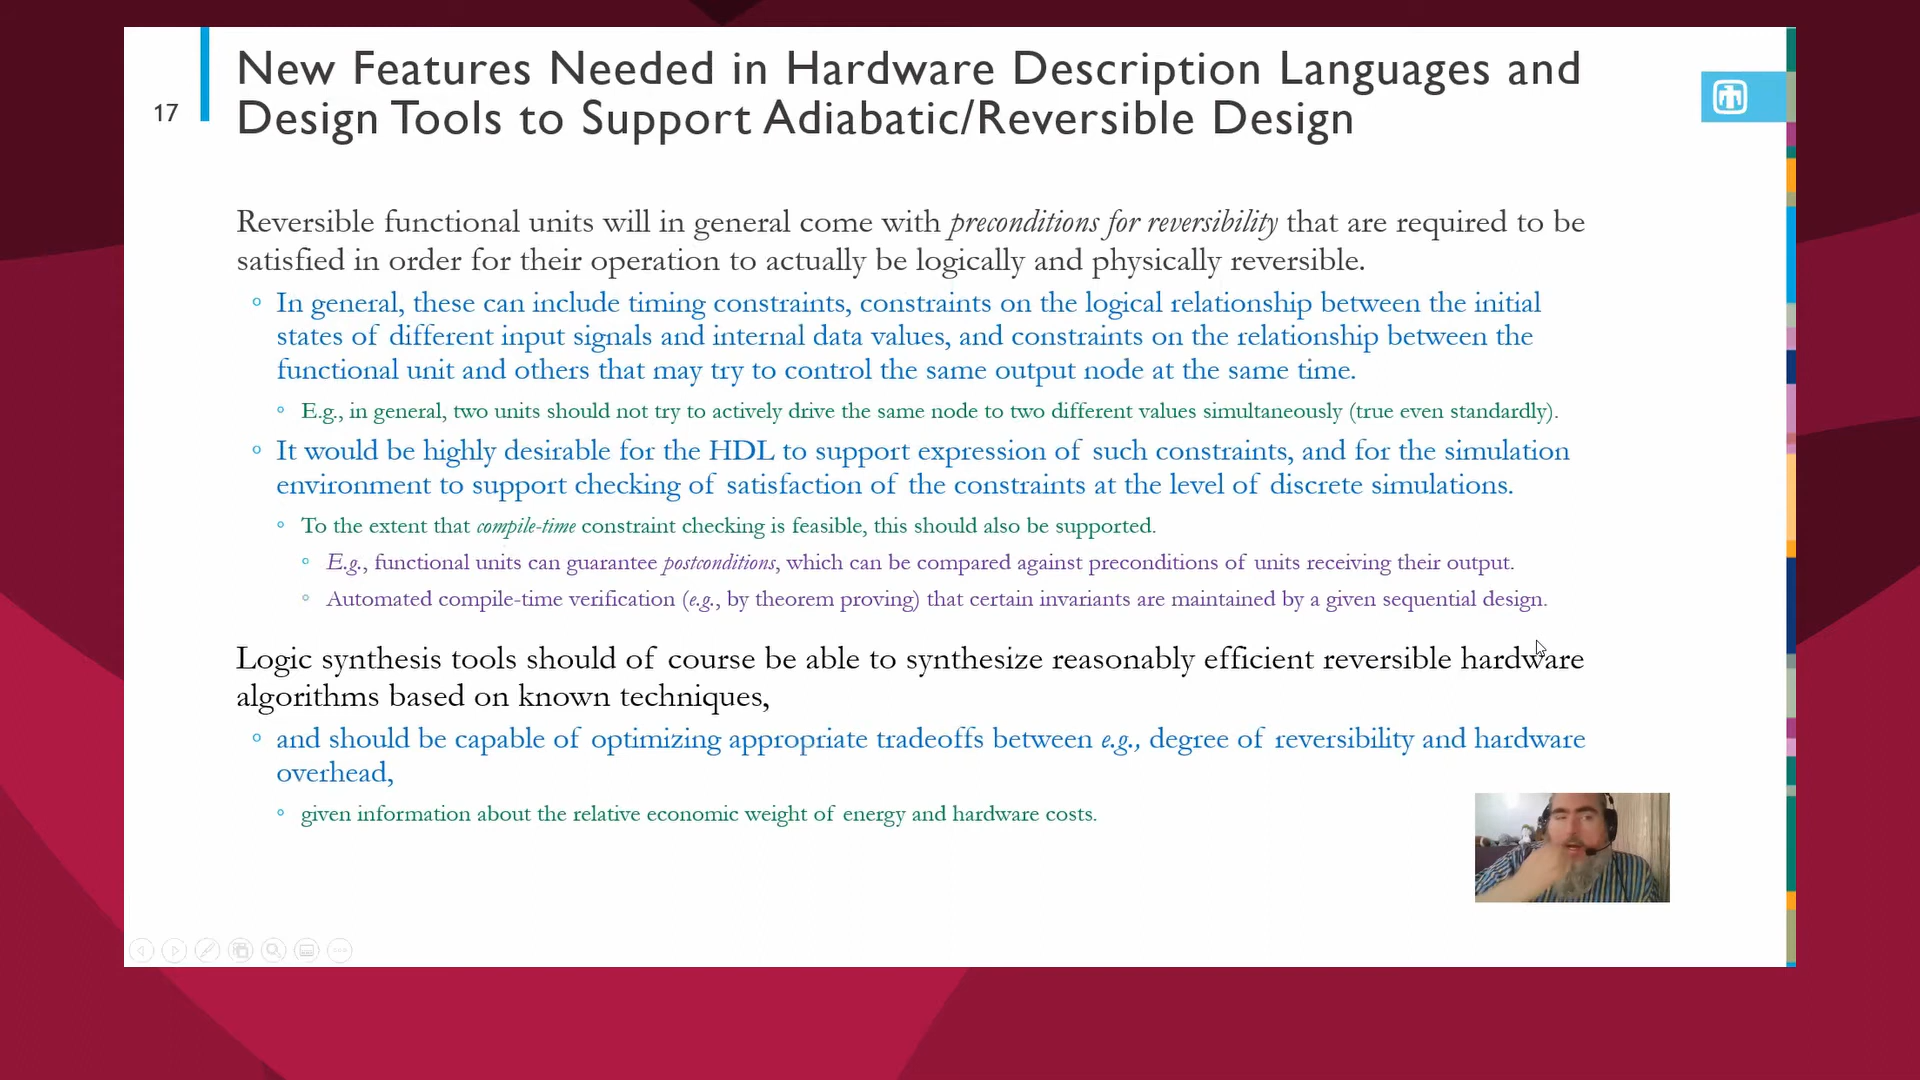 New Features Needed in Hardware Description Languages and
17
Design Tools to Support Adiabatic/Reversible Design
Reversible functional units will in general come with preconditions for reversibility that are required to be
satisfied in order for their operation to actually be logically and physically reversible.
In general, these can include timing constraints, constraints on the logical relationship between the initial
states of different input signals and internal data values, and constraints on the relationship between the
functional unit and others that may try to control the same output node at the same time.
E.g., in general, two units should not try to actively drive the same node to two different values simultaneously (true even standardly).
It would be highly desirable for the HDL to support expression of such constraints, and for the simulation
environment to support checking of satisfaction of the constraints at the level of discrete simulations.
To the extent that compile-time constraint checking is feasible, this should also be supported.
E.g., functional units can guarantee postconditions, which can be compared against preconditions of units receiving their output.
Automated compile-time verification (e.g., by theorem proving) that certain invariants are maintained by a given sequential design.
Logic synthesis tools should of course be able to synthesize reasonably efficient reversible hardware
algorithms based on known techniques,
and should be capable of optimizing appropriate tradeoffs between e.g., degree of reversibility and hardware
overhead,
given information about the relative economic weight of energy and hardware costs.